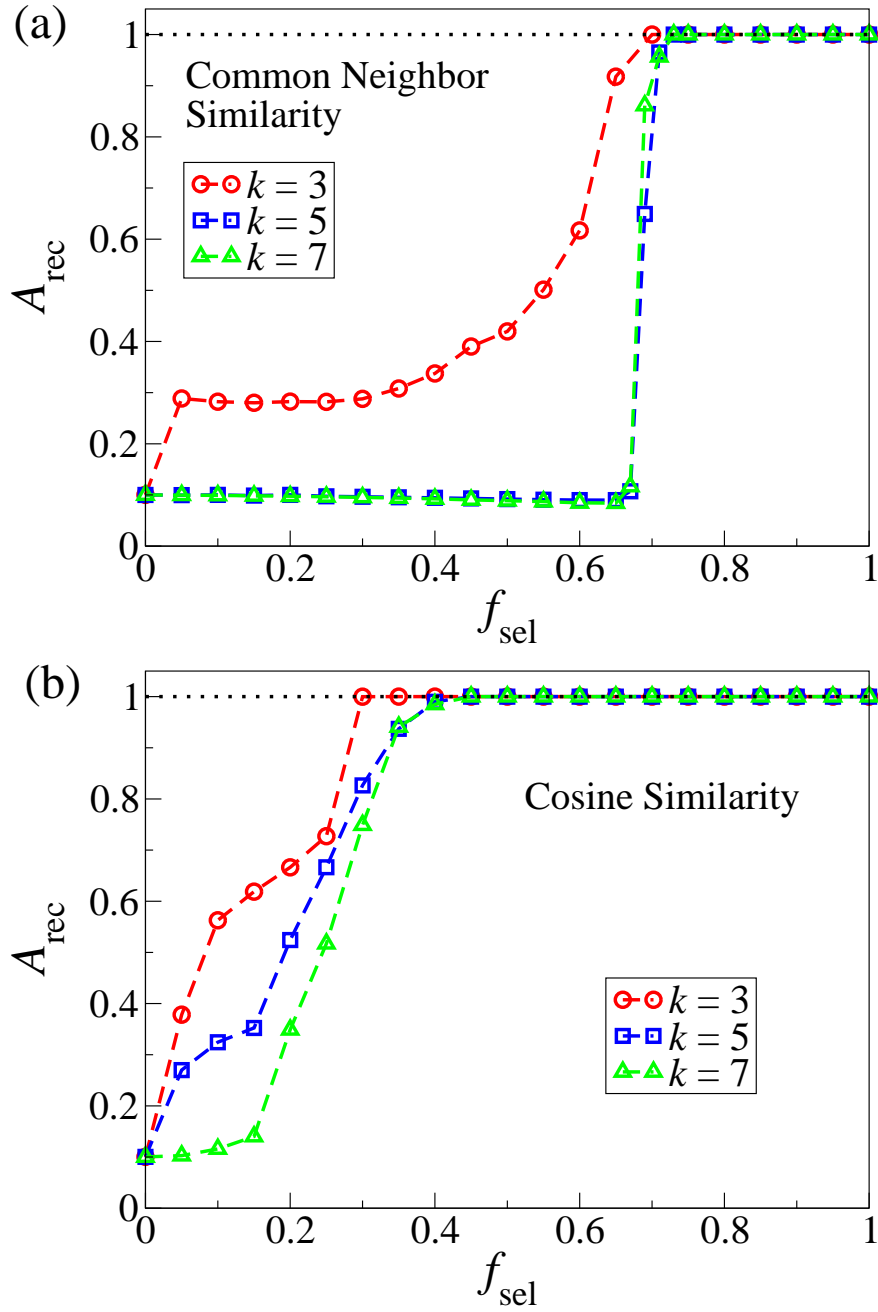 (a)
1
Common Neighbor
Similarity
0.8
k = 3
k = 5
k = 7
0.6
A_rec
0.4
0.2
0
0 0.2 0.4 0.6 0.8 1
f_sel
(b)
1
0.8
Cosine Similarity
0.6
A_rec
0.4
k = 3
k = 5
k = 7
0.2
0
0 0.2 0.4 0.6 0.8 1
f_sel